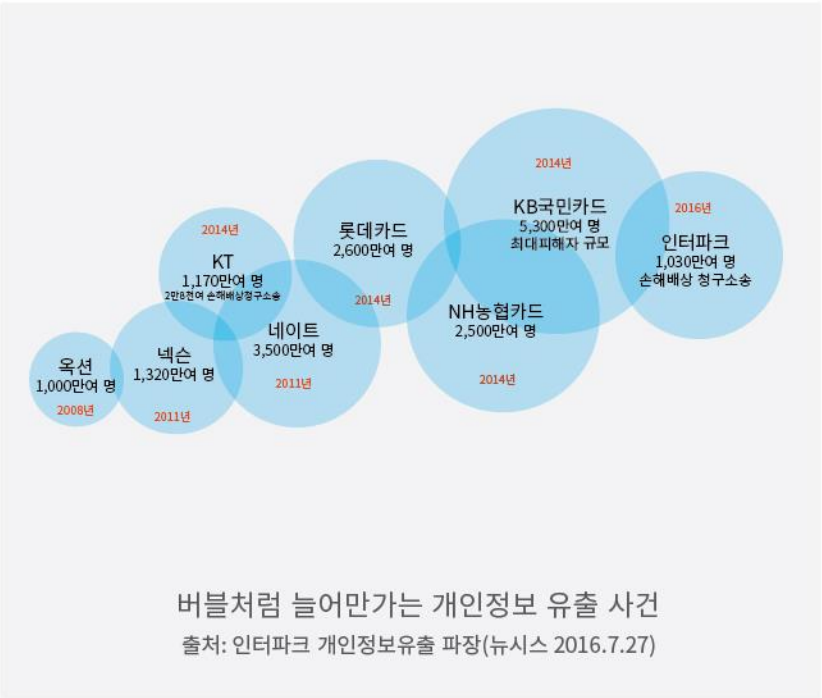 옥션
1,000만여 명
2008년
넥슨
1,320만여 명
2011년
2014년
KT
1,170만여 명
2만8천여 손해배상청구소송
네이트
3,500만여 명
2011년
롯데카드
2,600만여 명
2014년
2014년
KB국민카드
5,300만여 명
최대피해자 규모
NH농협카드
2,500만여 명
2014년
2016년
인터파크
1,030만여 명
손해배상 청구소송
버블처럼 늘어만가는 개인정보 유출 사건
출처: 인터파크 개인정보유출 파장(뉴시스 2016.7.27)